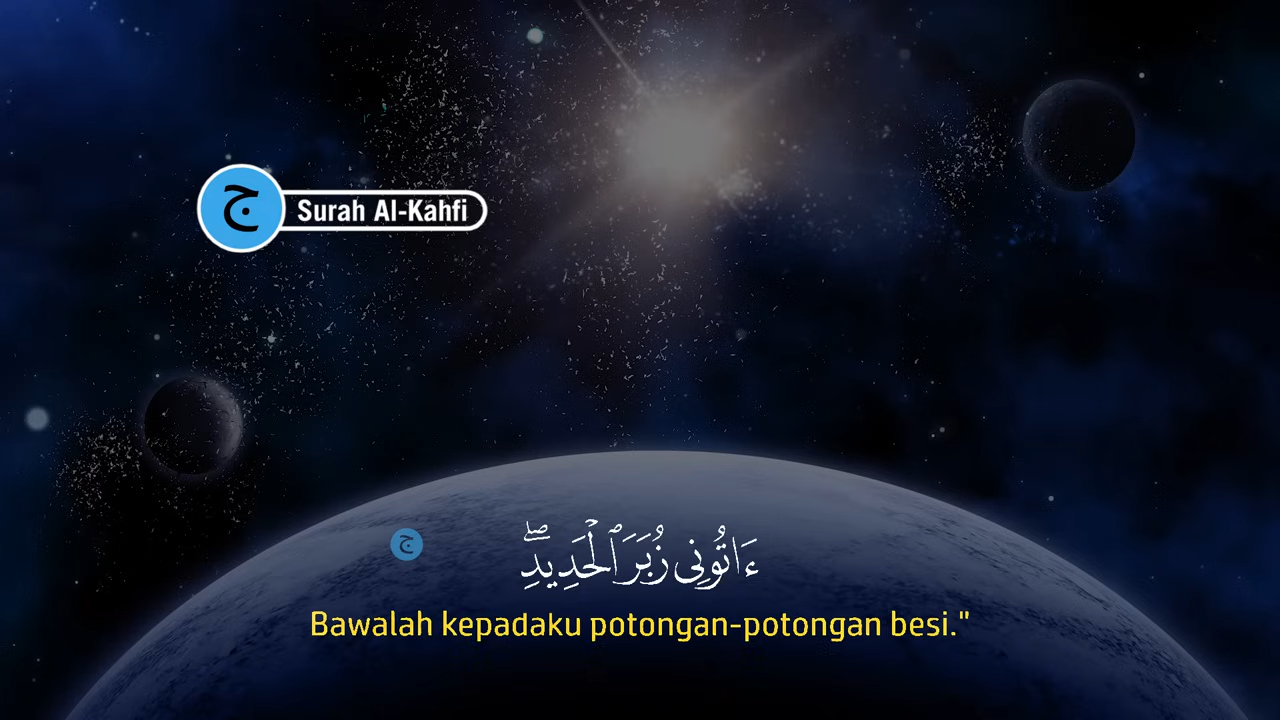 ج
Surah Al-Kahfi
ج
ءَاتُونِى زُبَرَ ٱلْحَدِيدِ ۖ
Bawalah kepadaku potongan-potongan besi."